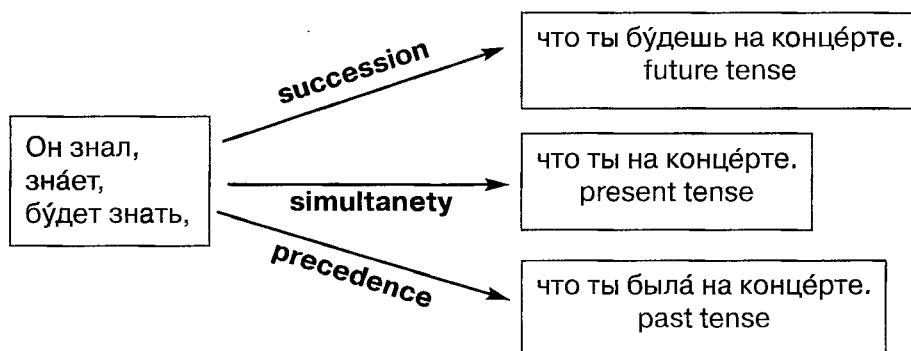 Он знал,
зна́ет,
бу́дет знать,
succession
что ты бу́дешь на конце́рте.
future tense
simultanety
что ты на конце́рте.
present tense
precedence
что ты была́ на конце́рте.
past tense